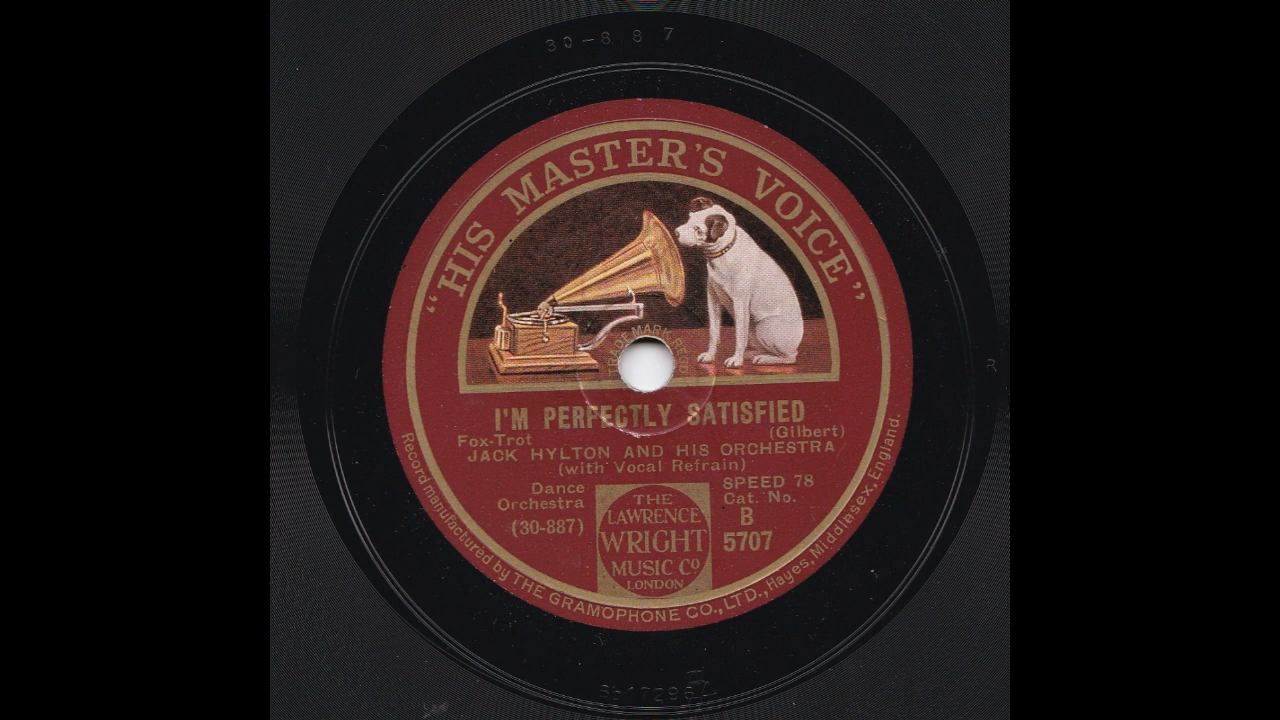 30-887
"HIS MASTER'S VOICE"
TRADE MARK
I'M PERFECTLY SATISFIED
Fox-Trot (Gilbert)
JACK HYLTON AND HIS ORCHESTRA
(with Vocal Refrain)
Dance
Orchestra
(30-887)
SPEED 78
Cat. No.
B
5707
THE
LAWRENCE
WRIGHT
MUSIC CO
LONDON
Record manufactured by THE GRAMOPHONE CO., LTD., Hayes, Middlesex, England.
R